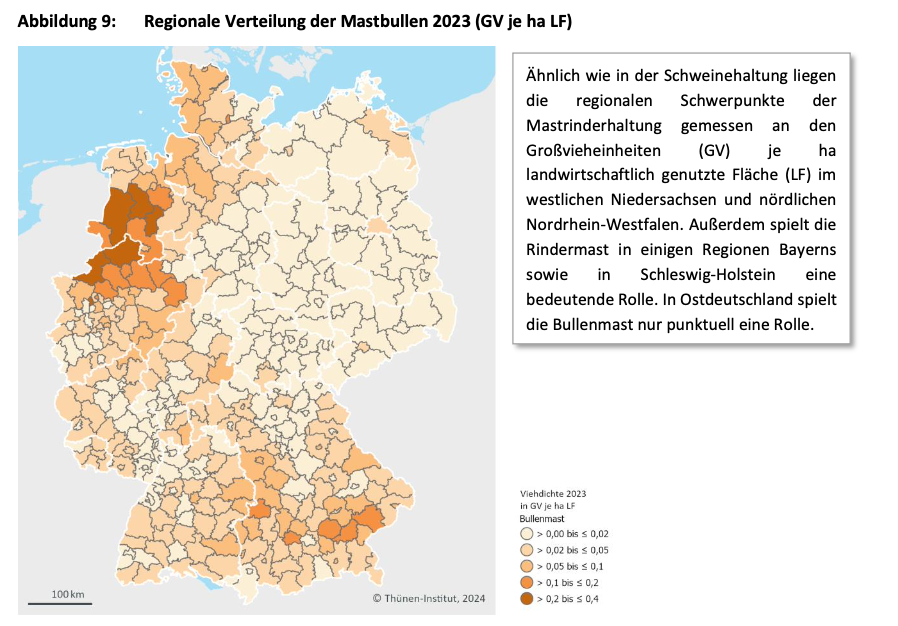 Abbildung 9: Regionale Verteilung der Mastbullen 2023 (GV je ha LF)
Ähnlich wie in der Schweinehaltung liegen
die regionalen Schwerpunkte der
Mastrinderhaltung gemessen an den
Großvieheinheiten (GV) je ha
landwirtschaftlich genutzte Fläche (LF) im
westlichen Niedersachsen und nördlichen
Nordrhein-Westfalen. Außerdem spielt die
Rindermast in einigen Regionen Bayerns
sowie in Schleswig-Holstein eine
bedeutende Rolle. In Ostdeutschland spielt
die Bullenmast nur punktuell eine Rolle.
Viehdichte 2023
in GV je ha LF
Bullenmast
> 0,00 bis ≤ 0,02
> 0,02 bis ≤ 0,05
> 0,05 bis ≤ 0,1
> 0,1 bis ≤ 0,2
> 0,2 bis ≤ 0,4
100 km
© Thünen-Institut, 2024